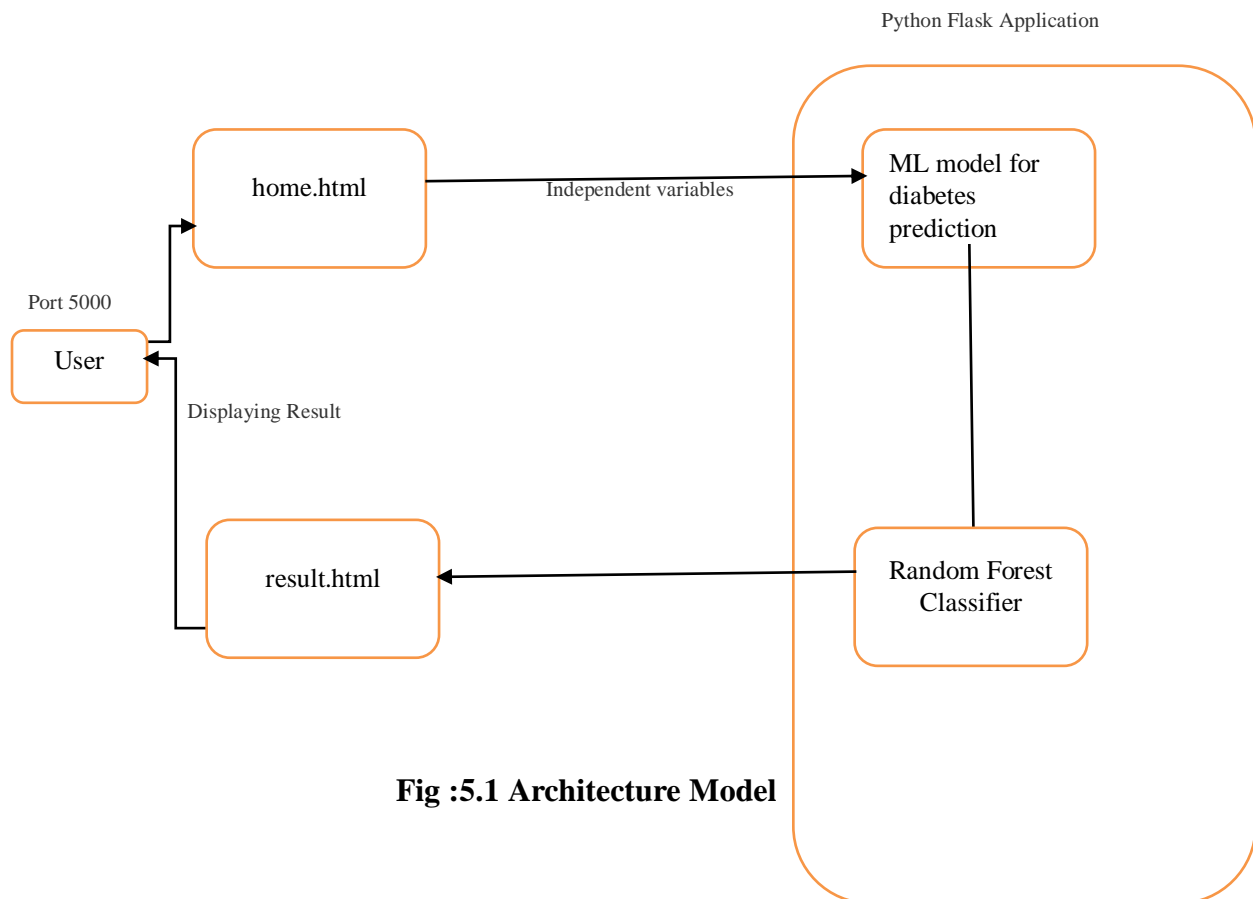 Python Flask Application
home.html
Independent variables
ML model for
diabetes
prediction
Port 5000
User
Displaying Result
result.html
Random Forest
Classifier
Fig :5.1 Architecture Model